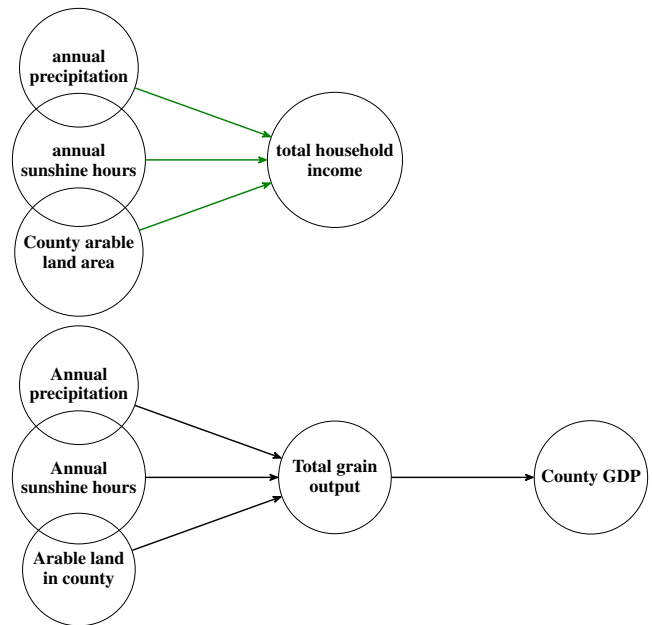 annual
precipitation
annual
sunshine hours
total household
income
County arable
land area
Annual
precipitation
Annual
sunshine hours
Total grain
output
County GDP
Arable land
in county